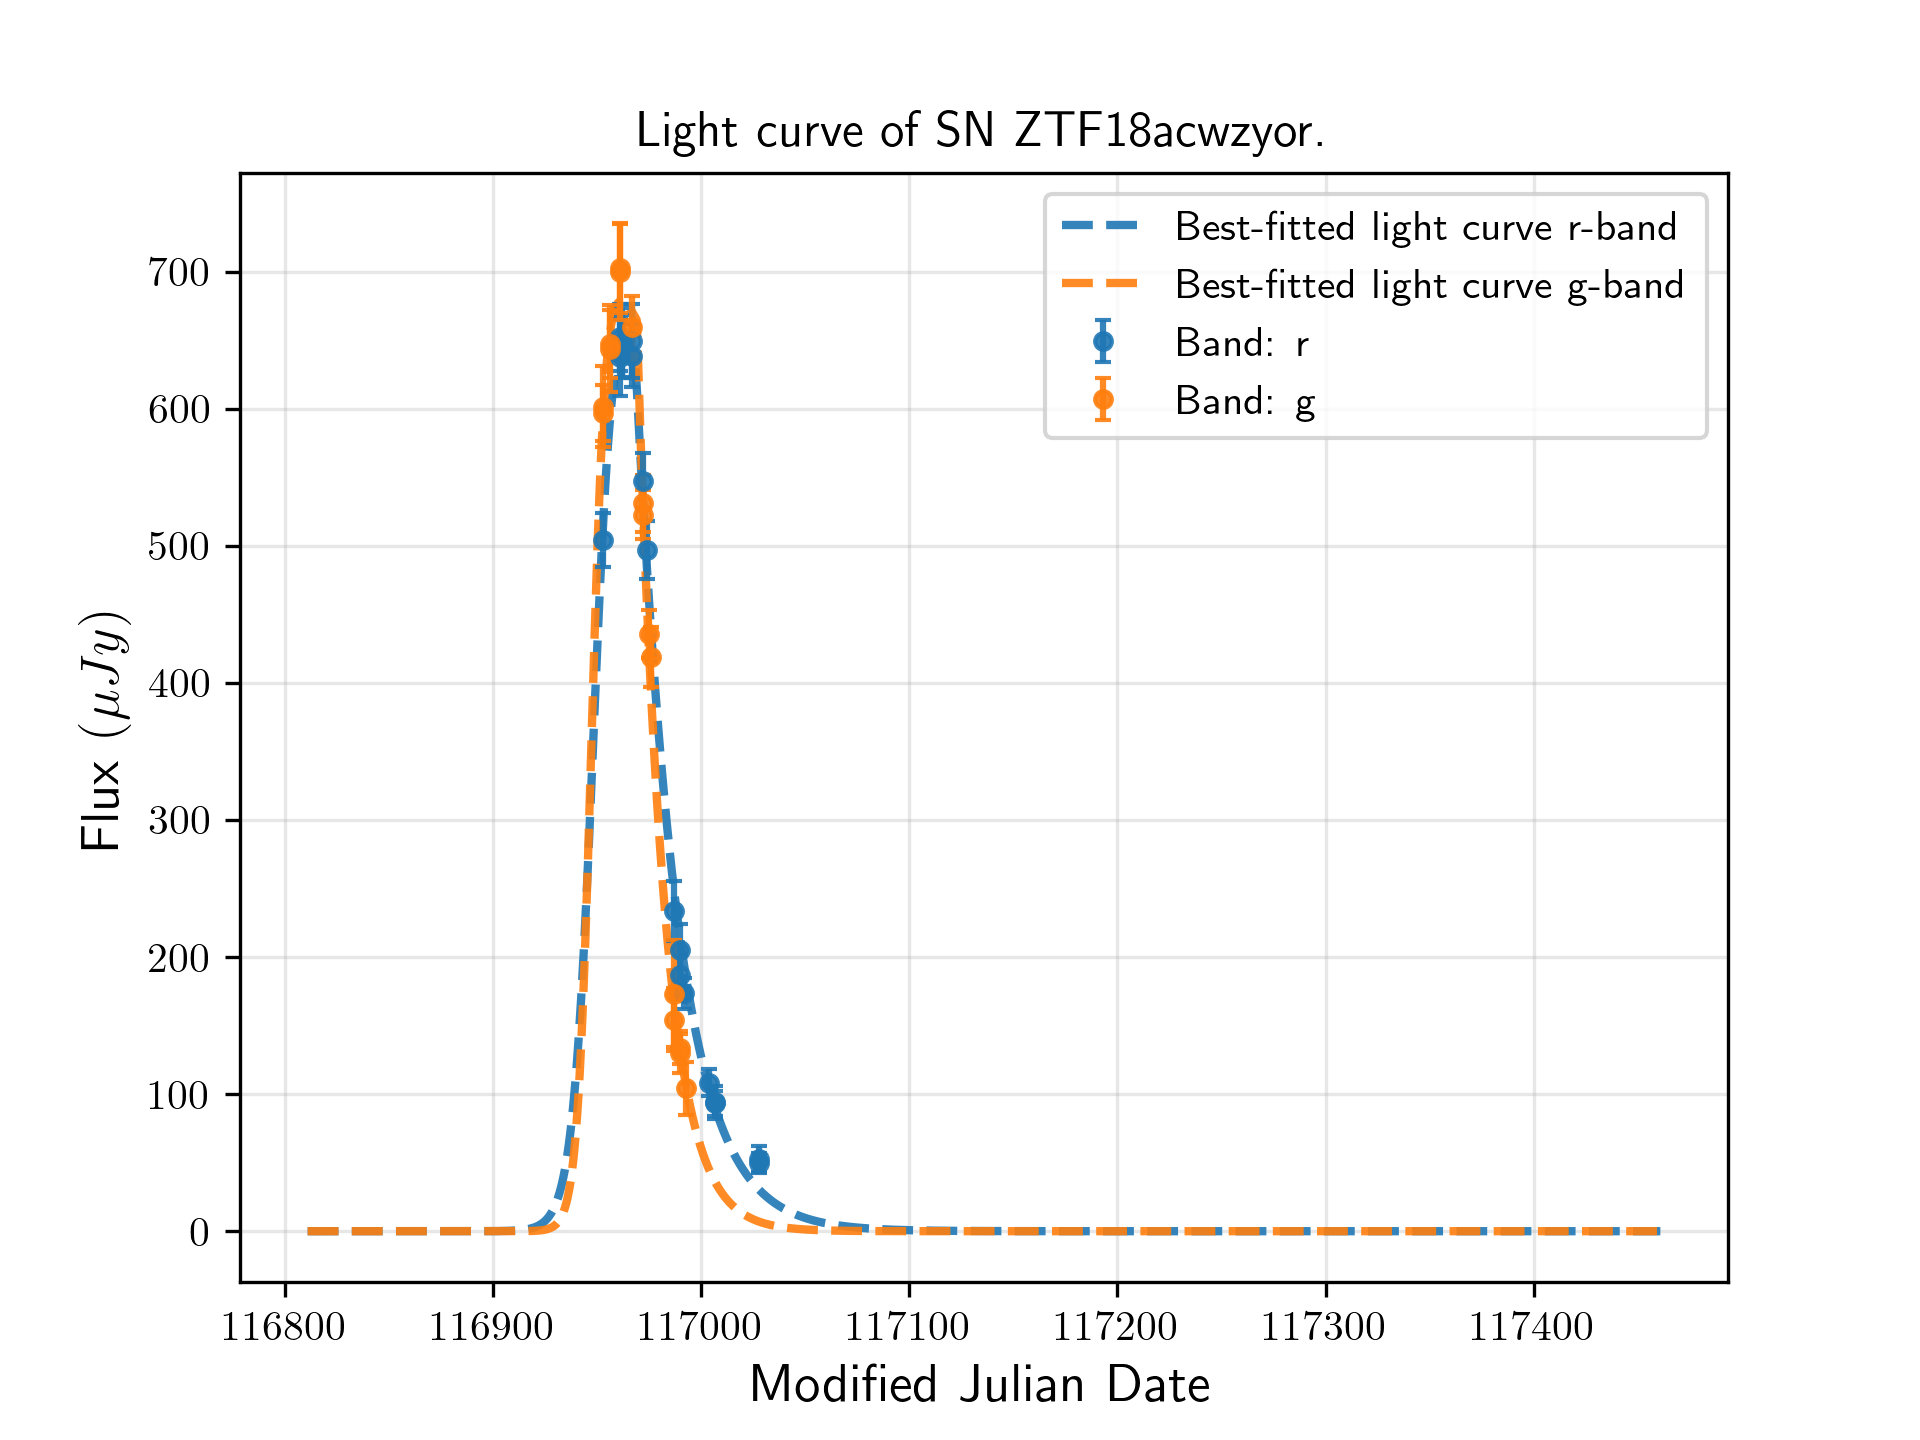 Light curve of SN ZTF18acwzyor.
Best-fitted light curve r-band
Best-fitted light curve g-band
Band: r
Band: g
700
600
500
400
300
200
100
0
Flux (μJy)
116800 116900 117000 117100 117200 117300 117400
Modified Julian Date